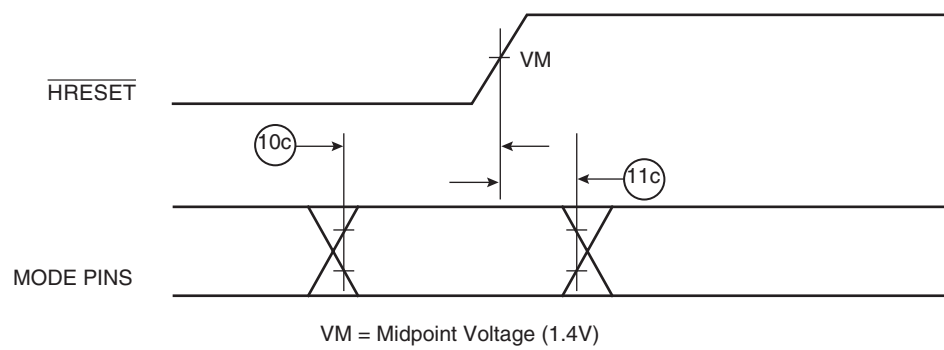 VM
HRESET
10c
11c
MODE PINS
VM = Midpoint Voltage (1.4V)